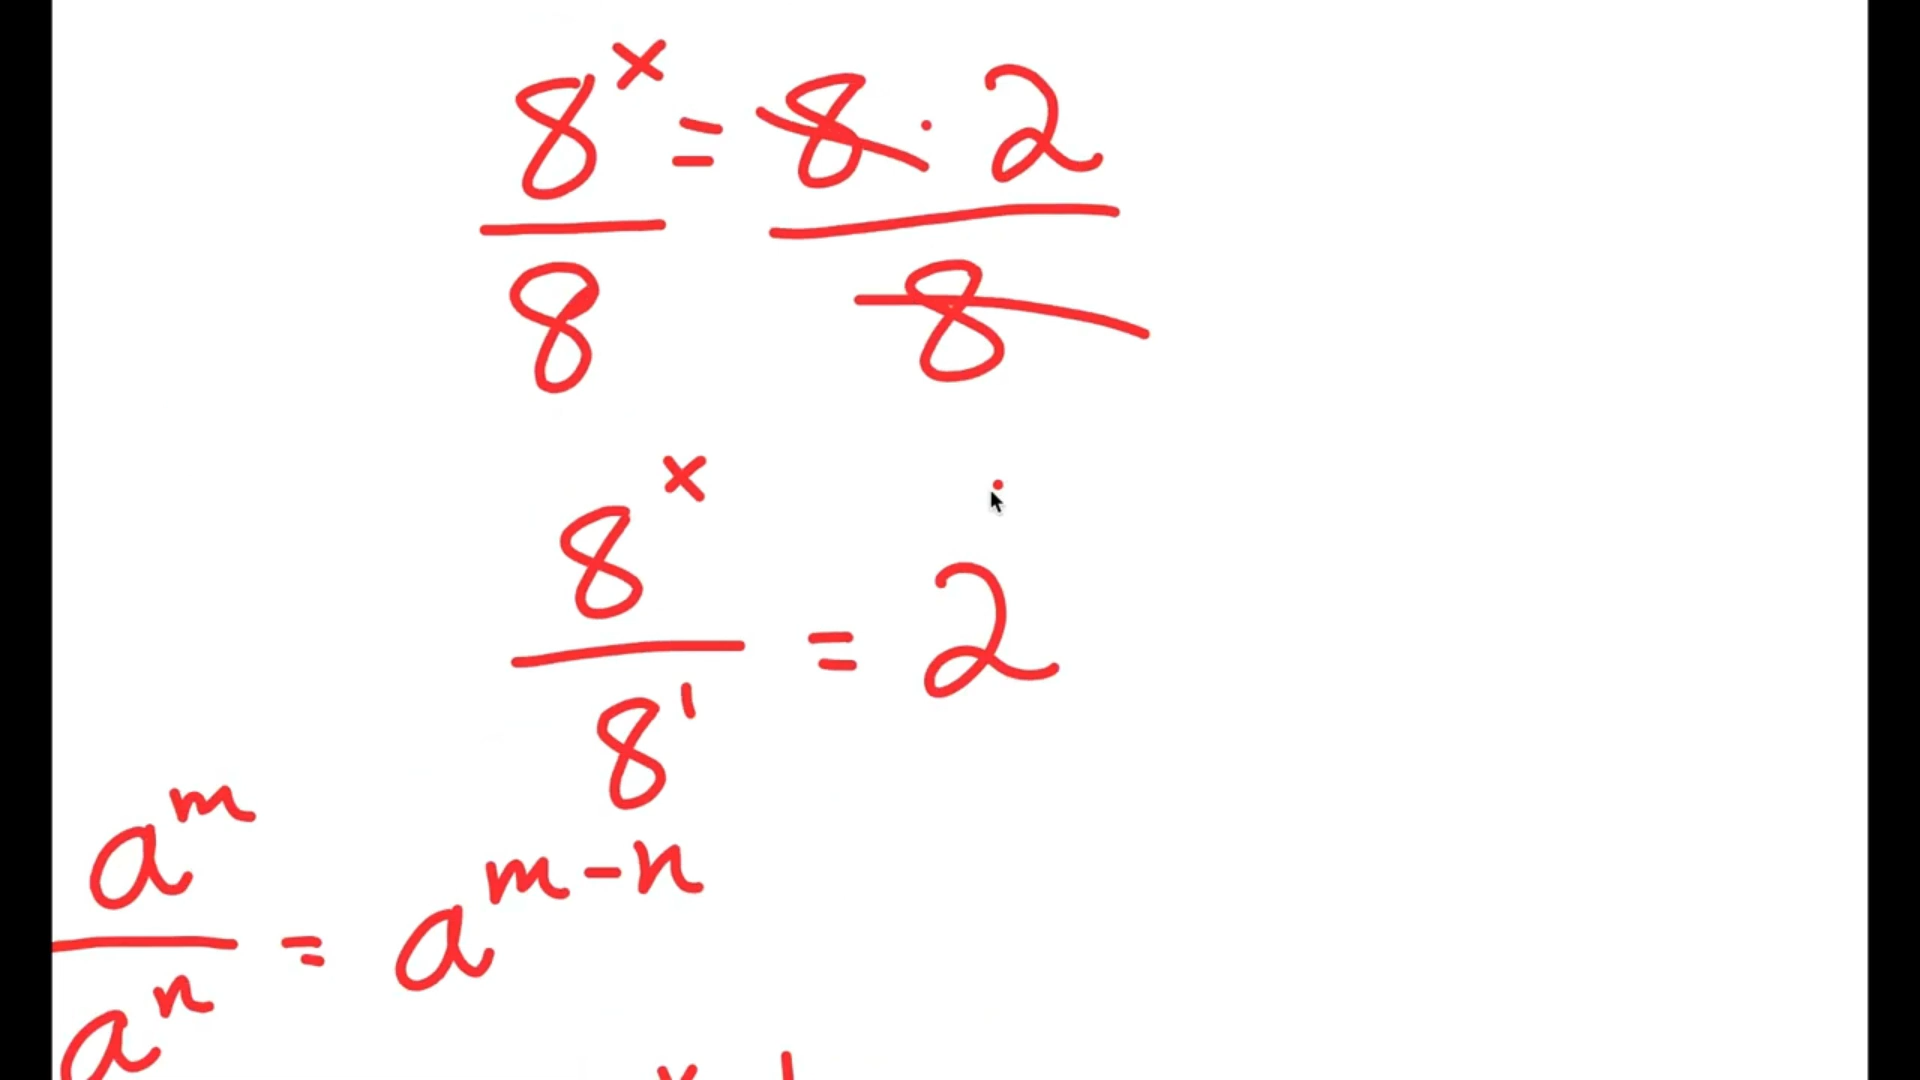 8^x/8 = 8·2/8
8^x/8^1 = 2
a^m/a^n = a^(m-n)